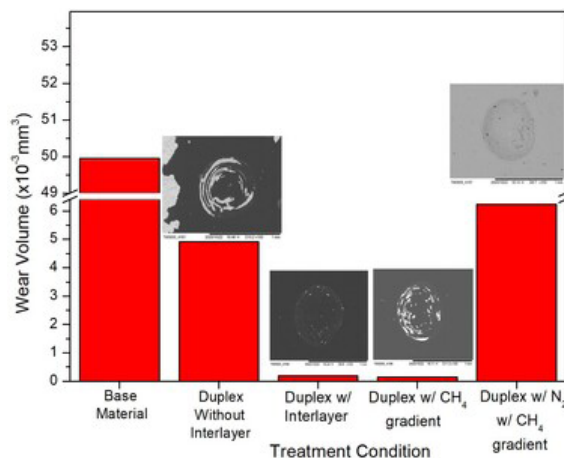 Wear Volume (x10⁻³mm³)
53
52
51
50
49
6
5
4
3
2
1
0
Base
Material
Duplex
Without
Interlayer
Duplex w/
Interlayer
Duplex w/ CH₄
gradient
Duplex w/ N₂
w/ CH₄
gradient
Treatment Condition